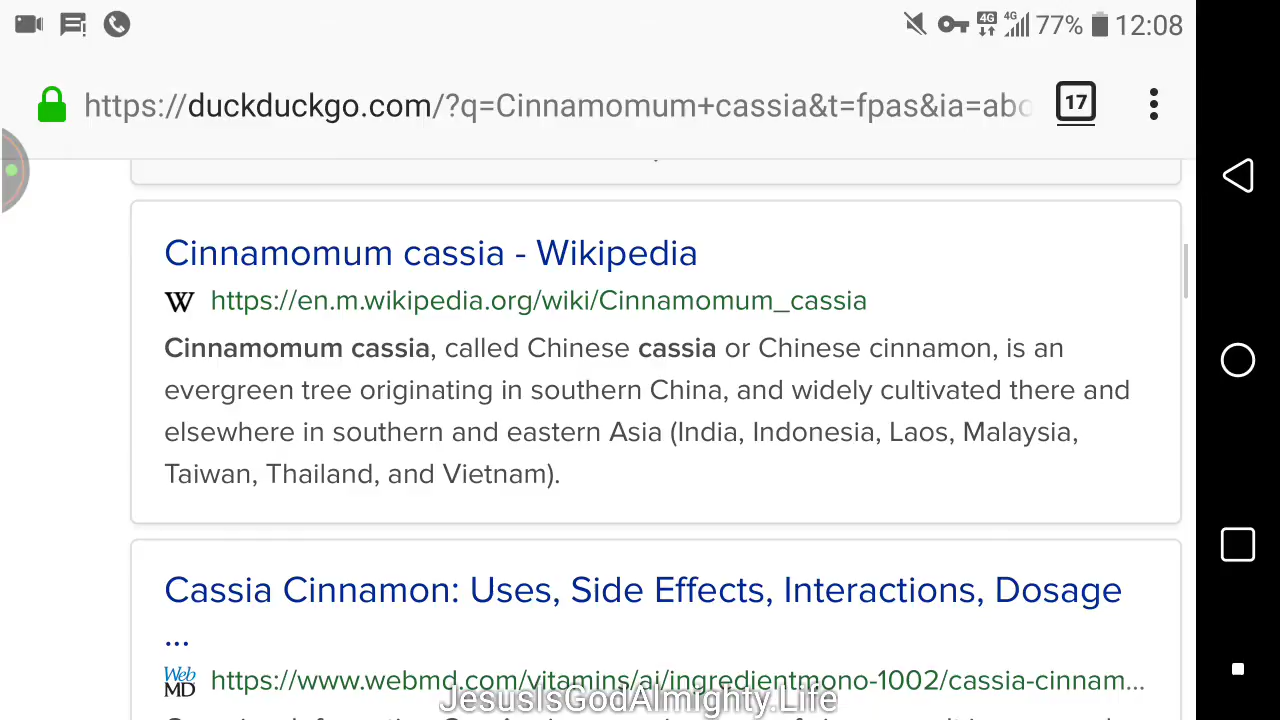 77% 12:08
https://duckduckgo.com/?q=Cinnamomum+cassia&t=fpas&ia=abo
17
Cinnamomum cassia - Wikipedia
W https://en.m.wikipedia.org/wiki/Cinnamomum_cassia
Cinnamomum cassia, called Chinese cassia or Chinese cinnamon, is an
evergreen tree originating in southern China, and widely cultivated there and
elsewhere in southern and eastern Asia (India, Indonesia, Laos, Malaysia,
Taiwan, Thailand, and Vietnam).
Cassia Cinnamon: Uses, Side Effects, Interactions, Dosage
...
Web MD https://www.webmd.com/vitamins/ai/ingredientmono-1002/cassia-cinnam...
JesusIsGodAlmighty.Life